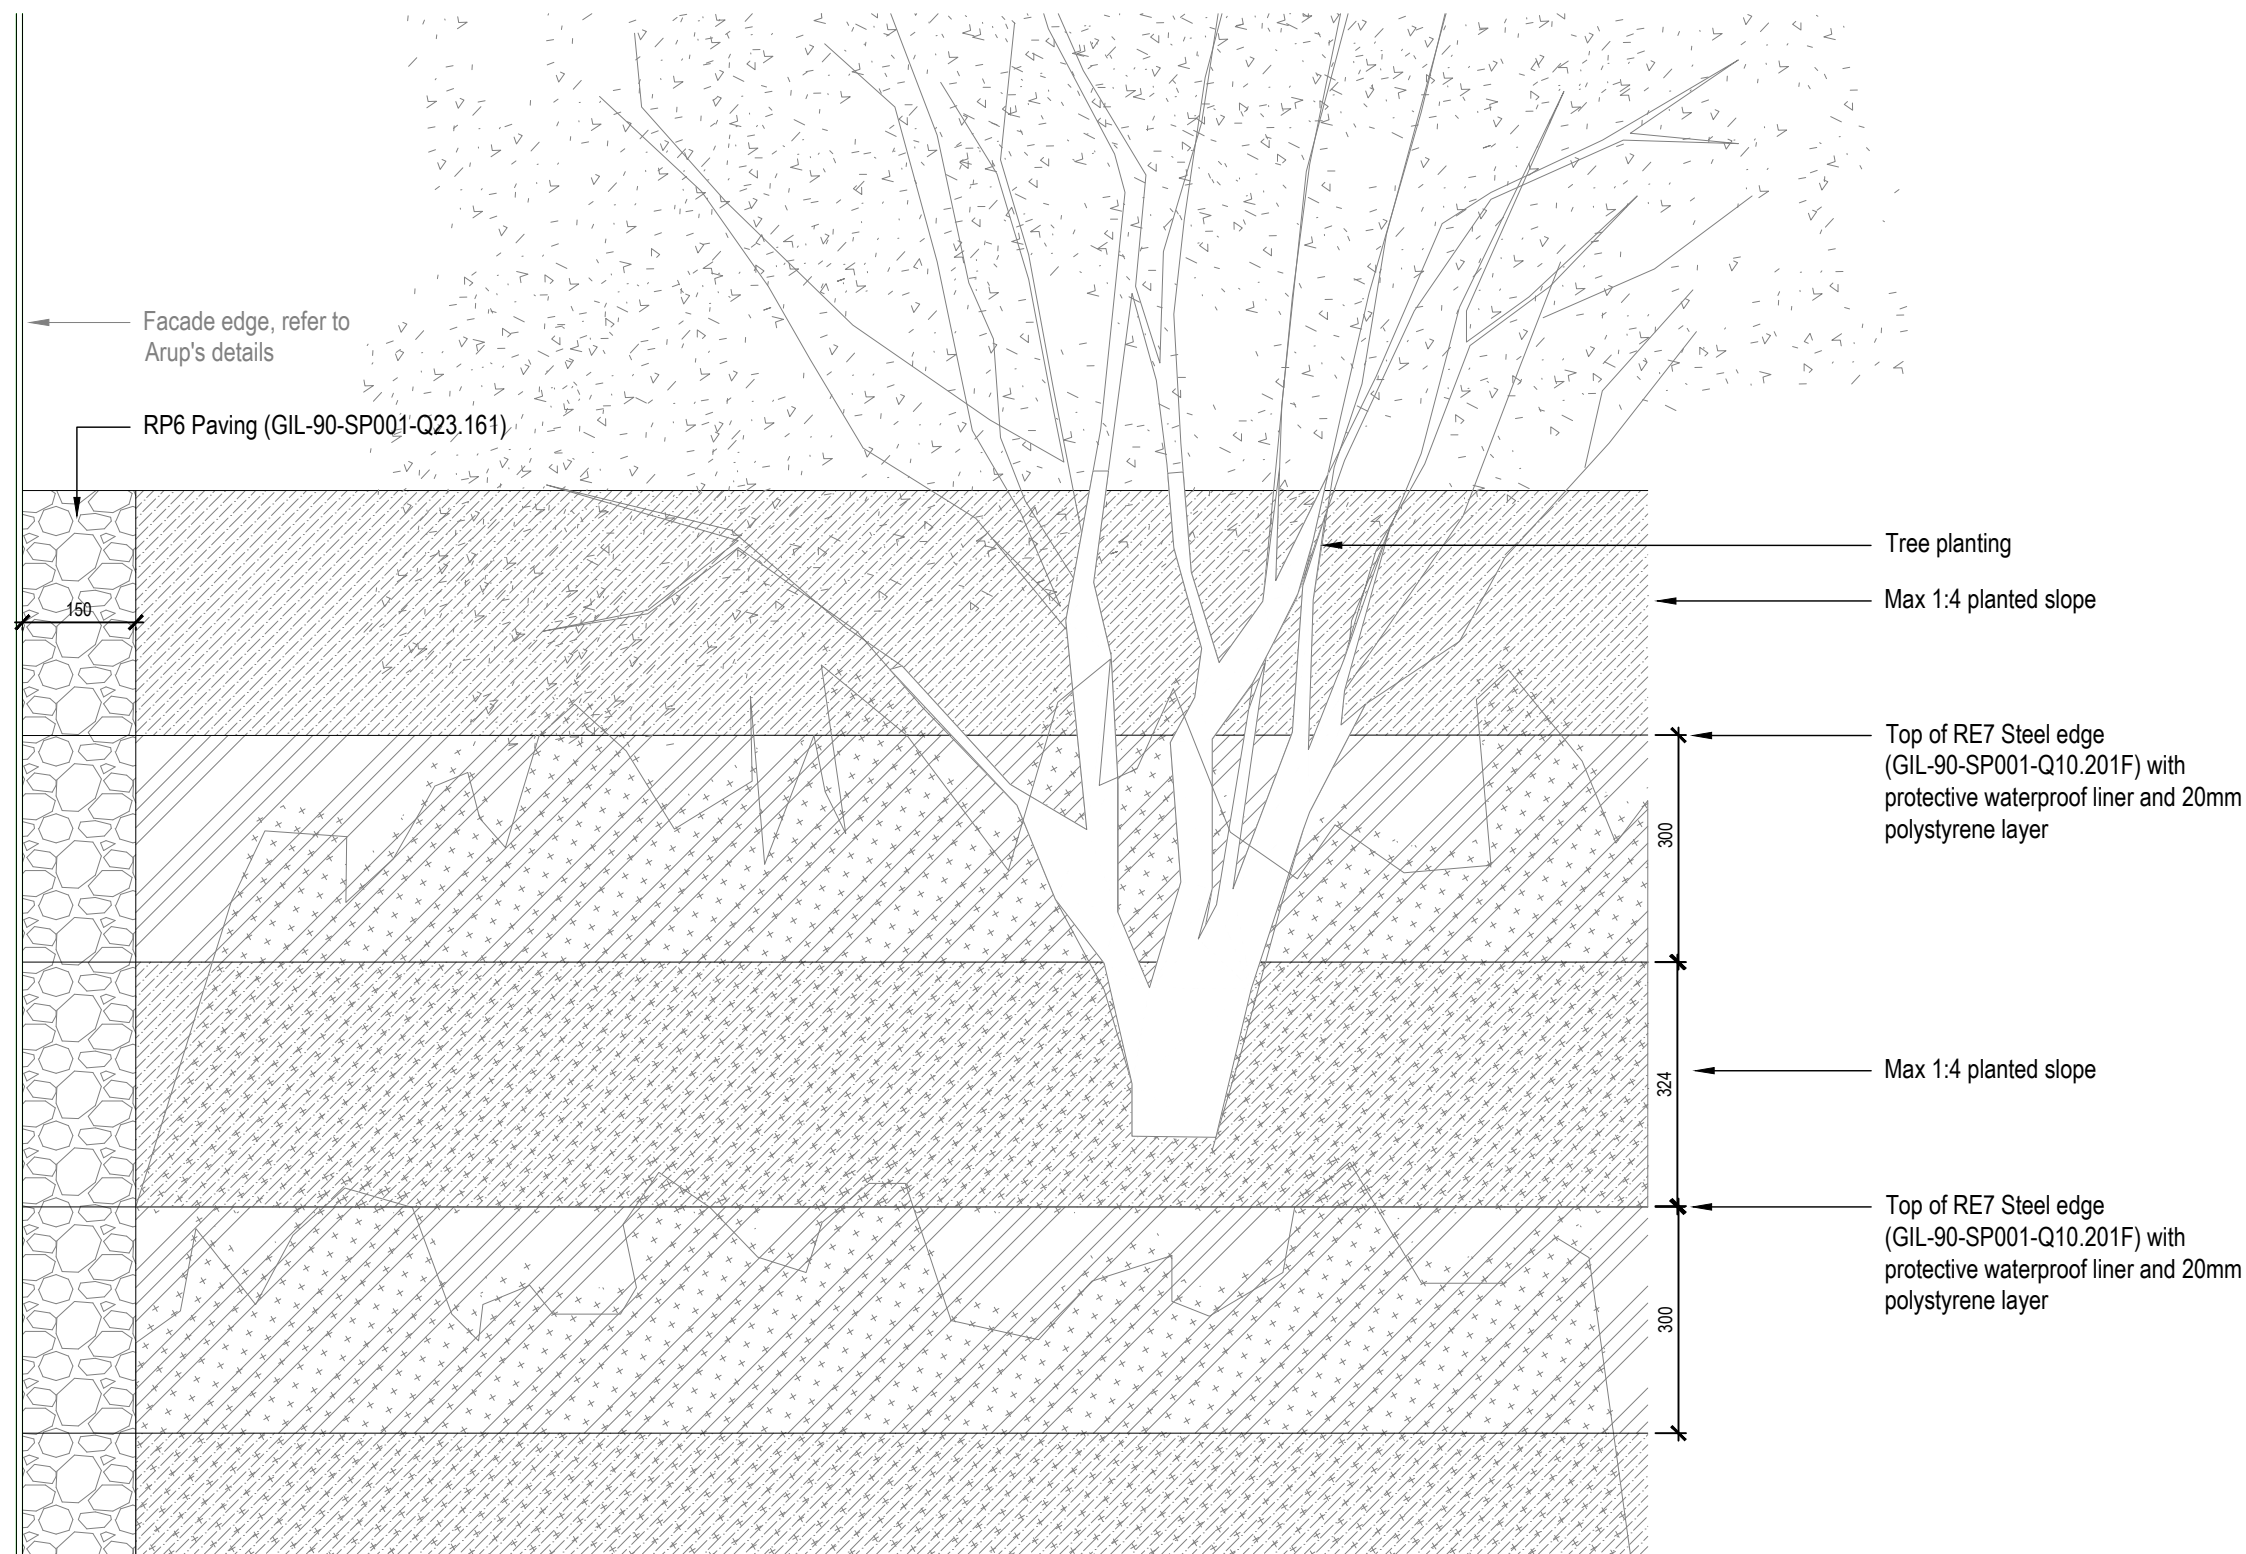 Facade edge, refer to
Arup's details
RP6 Paving (GIL-90-SP001-Q23.161)
150
Tree planting
Max 1:4 planted slope
Top of RE7 Steel edge
(GIL-90-SP001-Q10.201F) with
protective waterproof liner and 20mm
polystyrene layer
300
324
Max 1:4 planted slope
Top of RE7 Steel edge
(GIL-90-SP001-Q10.201F) with
protective waterproof liner and 20mm
polystyrene layer
300